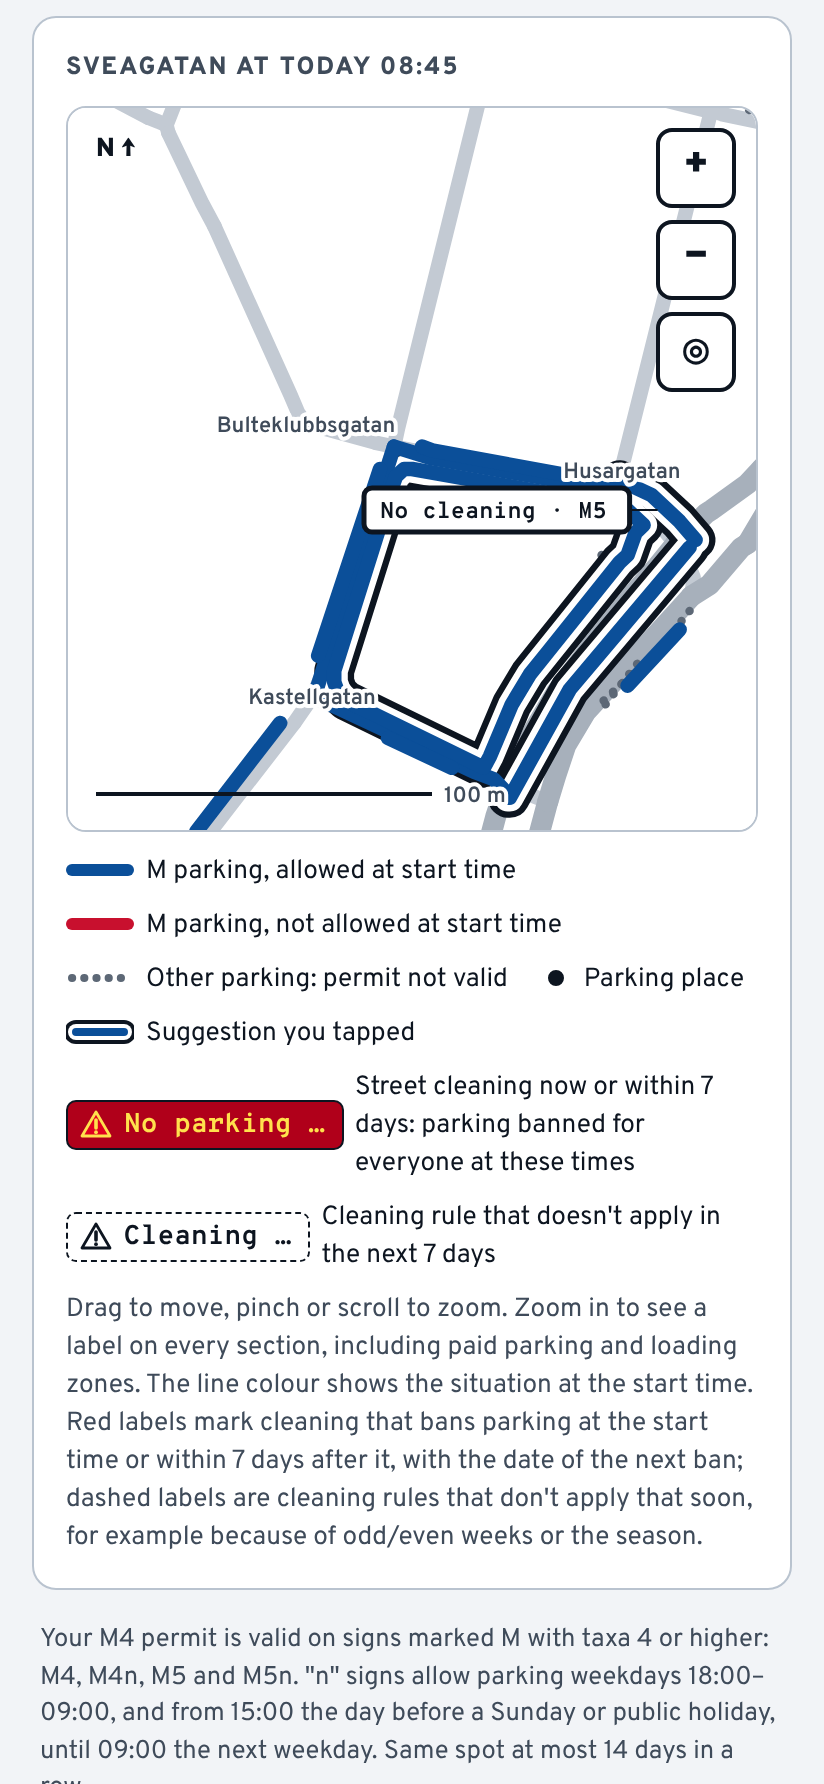 SVEAGATAN AT TODAY 08:45
N
+
−
◎
Bulteklubbsgatan
Husargatan
No cleaning · M5
Kastellgatan
100 m
M parking, allowed at start time
M parking, not allowed at start time
Other parking: permit not valid
Parking place
Suggestion you tapped
No parking …
Street cleaning now or within 7
days: parking banned for
everyone at these times
Cleaning …
Cleaning rule that doesn't apply in
the next 7 days
Drag to move, pinch or scroll to zoom. Zoom in to see a
label on every section, including paid parking and loading
zones. The line colour shows the situation at the start time.
Red labels mark cleaning that bans parking at the start
time or within 7 days after it, with the date of the next ban;
dashed labels are cleaning rules that don't apply that soon,
for example because of odd/even weeks or the season.
Your M4 permit is valid on signs marked M with taxa 4 or higher:
M4, M4n, M5 and M5n. "n" signs allow parking weekdays 18:00–
09:00, and from 15:00 the day before a Sunday or public holiday,
until 09:00 the next weekday. Same spot at most 14 days in a